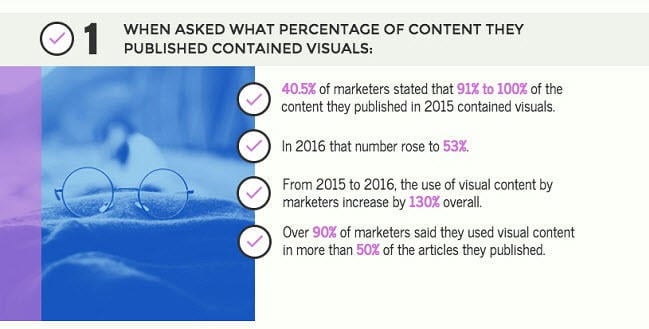 1 WHEN ASKED WHAT PERCENTAGE OF CONTENT THEY
PUBLISHED CONTAINED VISUALS:
40.5% of marketers stated that 91% to 100% of the
content they published in 2015 contained visuals.
In 2016 that number rose to 53%.
From 2015 to 2016, the use of visual content by
marketers increase by 130% overall.
Over 90% of marketers said they used visual content
in more than 50% of the articles they published.